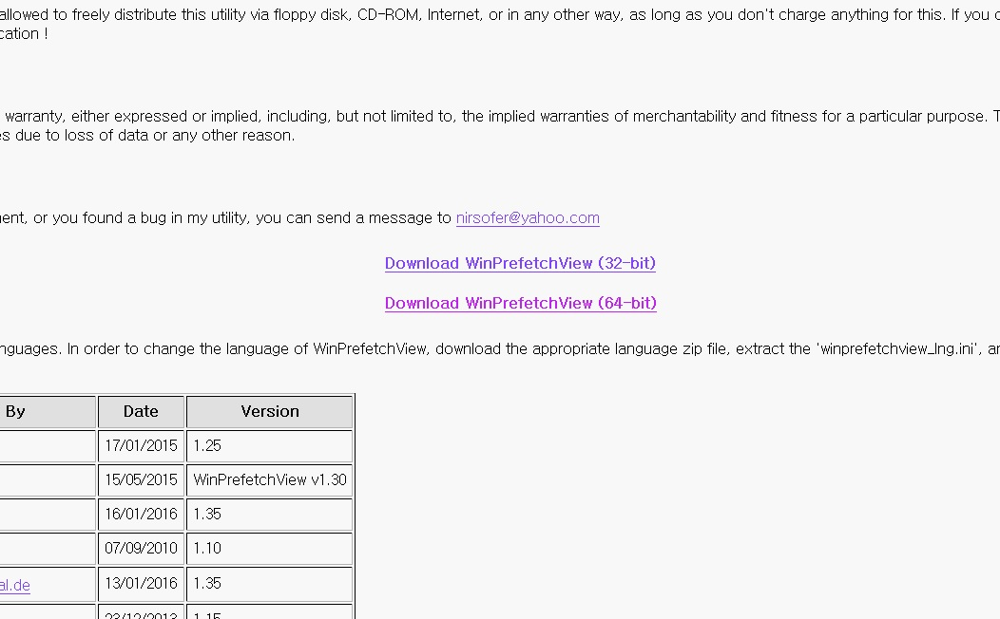 allowed to freely distribute this utility via floppy disk, CD-ROM, Internet, or in any other way, as long as you don't charge anything for this. If you
cation !
warranty, either expressed or implied, including, but not limited to, the implied warranties of merchantability and fitness for a particular purpose.
due to loss of data or any other reason.
or you found a bug in my utility, you can send a message to nirsofer@yahoo.com
Download WinPrefetchView (32-bit)
Download WinPrefetchView (64-bit)
nguages. In order to change the language of WinPrefetchView, download the appropriate language zip file, extract the 'winprefetchview_lng.ini',
By Date Version
17/01/2015 1.25
15/05/2015 WinPrefetchView v1.30
16/01/2016 1.35
07/09/2010 1.10
al.de 13/01/2016 1.35
23/12/2013 1.15